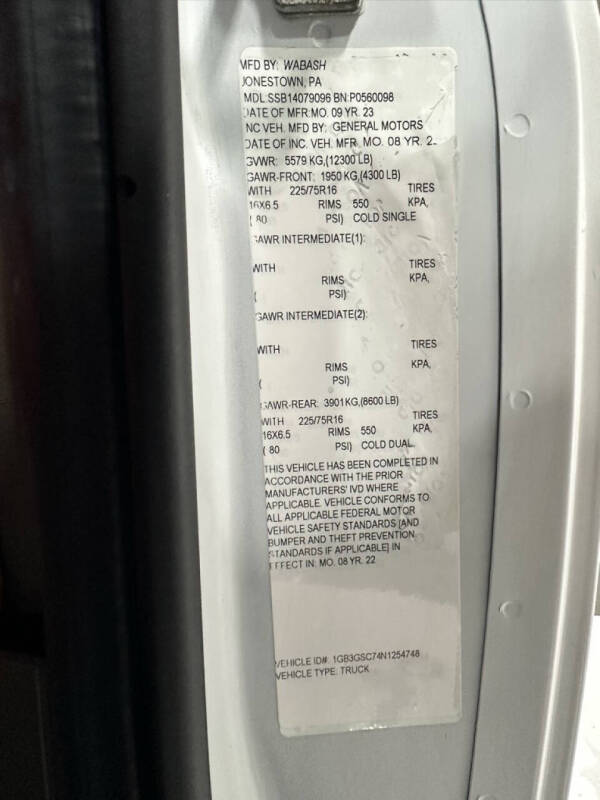 MFD BY: WABASH
JONESTOWN, PA
MDL SSB14079096 BN:P0560098
DATE OF MFR:MO. 09 YR. 23
INC VEH. MFD BY: GENERAL MOTORS
DATE OF INC. VEH. MFR. MO. 08 YR. 2
GVWR: 5579 KG,(12300 LB)
GAWR-FRONT: 1950 KG,(4300 LB)
WITH 225/75R16 TIRES
16X6.5 RIMS 550 KPA,
( 80 PSI) COLD SINGLE
GAWR INTERMEDIATE(1):
WITH TIRES
RIMS KPA,
( PSI)
GAWR INTERMEDIATE(2):
WITH TIRES
RIMS KPA,
( PSI)
GAWR-REAR: 3901KG,(8600 LB)
WITH 225/75R16 TIRES
16X6.5 RIMS 550 KPA,
( 80 PSI) COLD DUAL.
THIS VEHICLE HAS BEEN COMPLETED IN
ACCORDANCE WITH THE PRIOR
MANUFACTURERS' IVD WHERE
APPLICABLE. VEHICLE CONFORMS TO
ALL APPLICABLE FEDERAL MOTOR
VEHICLE SAFETY STANDARDS [AND
BUMPER AND THEFT PREVENTION
STANDARDS IF APPLICABLE] IN
EFFECT IN: MO. 08 YR. 22
VEHICLE ID#: 1GB3GSC74N1254748
VEHICLE TYPE: TRUCK